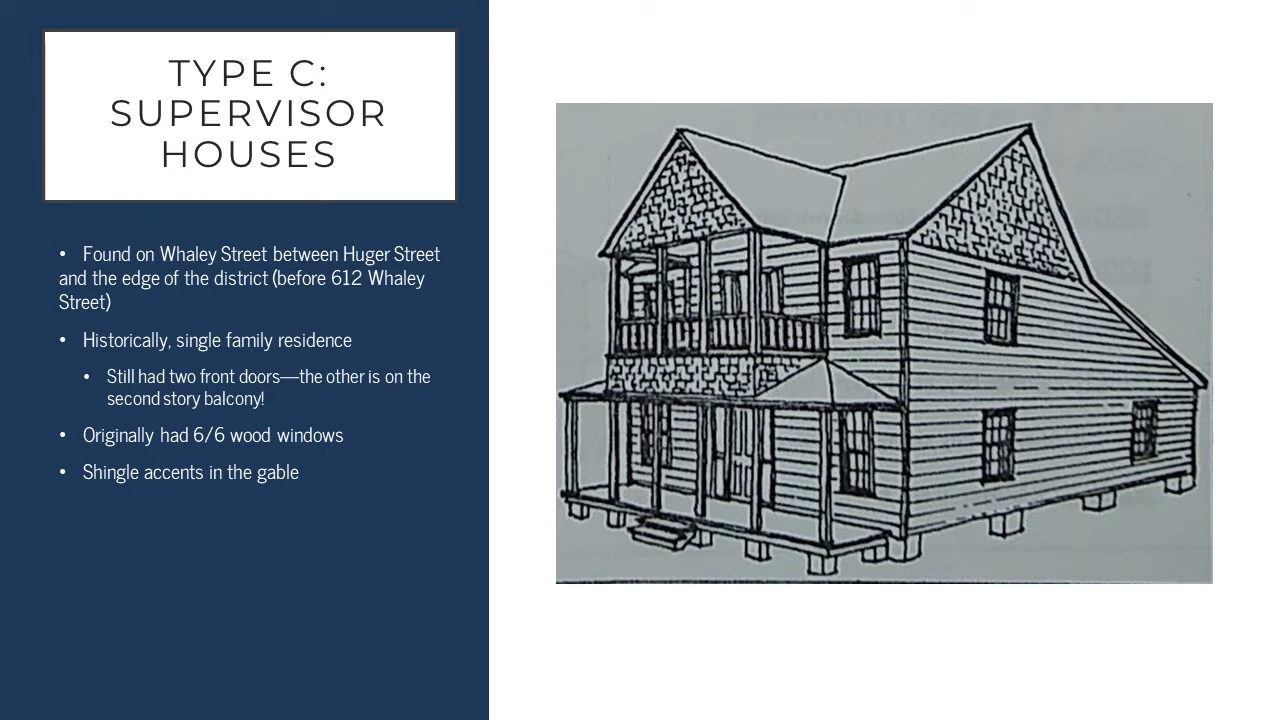 TYPE C:
SUPERVISOR
HOUSES
• Found on Whaley Street between Huger Street
and the edge of the district (before 612 Whaley
Street)
• Historically, single family residence
• Still had two front doors—the other is on the
second story balcony!
• Originally had 6/6 wood windows
• Shingle accents in the gable